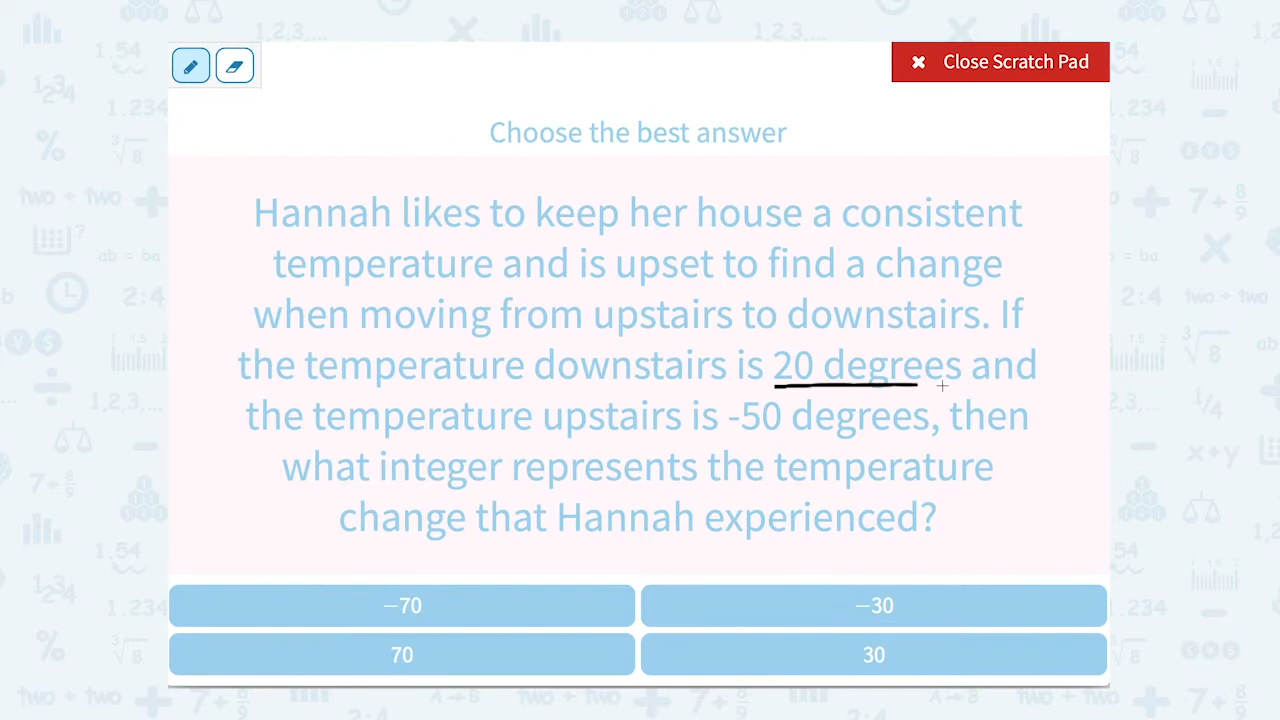 Close Scratch Pad
Choose the best answer
Hannah likes to keep her house a consistent
temperature and is upset to find a change
when moving from upstairs to downstairs. If
the temperature downstairs is 20 degrees and
the temperature upstairs is -50 degrees, then
what integer represents the temperature
change that Hannah experienced?
−70
−30
70
30